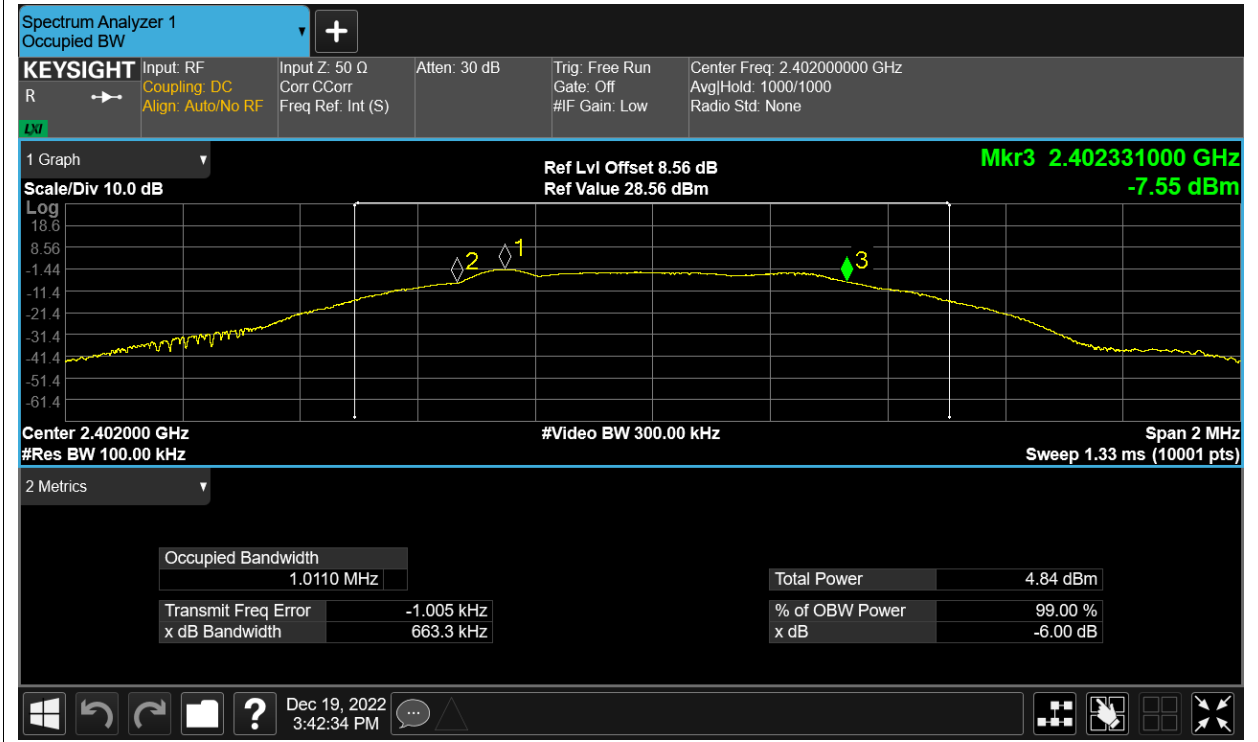 Spectrum Analyzer 1
Occupied BW
KEYSIGHT
R
LXI
Input: RF
Coupling: DC
Align: Auto/No RF
Input Z: 50 Ω
Corr CCorr
Freq Ref: Int (S)
Atten: 30 dB
Trig: Free Run
Gate: Off
#IF Gain: Low
Center Freq: 2.402000000 GHz
Avg|Hold: 1000/1000
Radio Std: None
1 Graph
Scale/Div 10.0 dB
Ref Lvl Offset 8.56 dB
Ref Value 28.56 dBm
Mkr3 2.402331000 GHz
-7.55 dBm
Log
18.6
8.56
-1.44
-11.4
-21.4
-31.4
-41.4
-51.4
-61.4
2
1
3
Center 2.402000 GHz
#Video BW 300.00 kHz
Span 2 MHz
#Res BW 100.00 kHz
Sweep 1.33 ms (10001 pts)
2 Metrics
Occupied Bandwidth
1.0110 MHz
Total Power 4.84 dBm
Transmit Freq Error -1.005 kHz
% of OBW Power 99.00 %
x dB Bandwidth 663.3 kHz
x dB -6.00 dB
?
Dec 19, 2022
3:42:34 PM